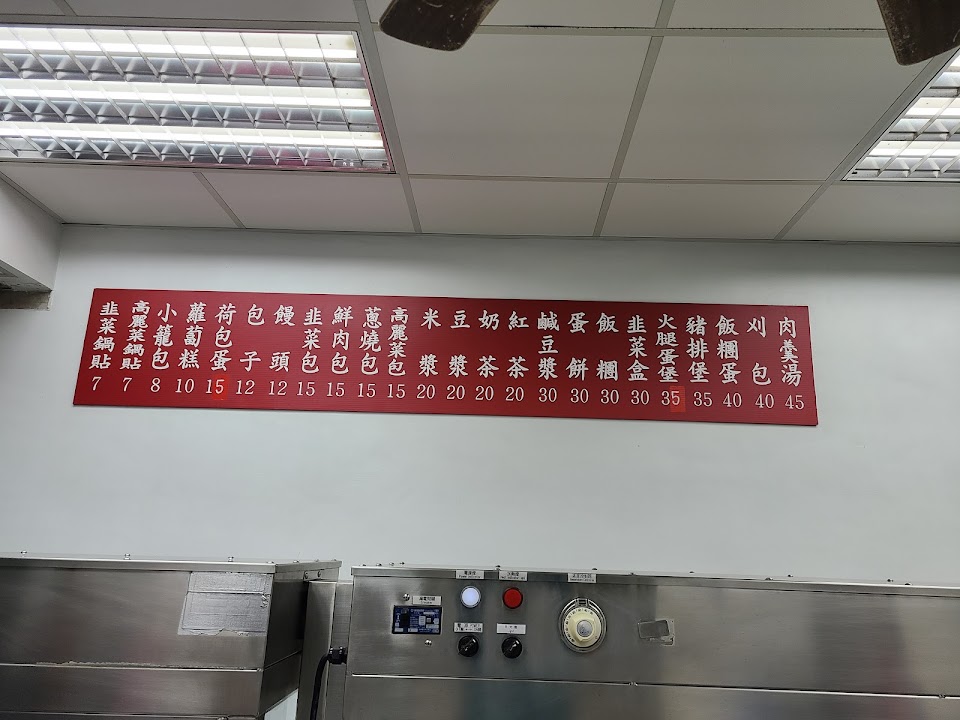 肉羹湯 45
刈包 40
飯糰蛋 40
豬排堡 35
火腿蛋堡 35
韭菜盒 30
飯糰 30
蛋餅 30
鹹豆漿 30
紅茶 20
奶茶 20
豆漿 20
米漿 20
高麗菜包 15
蔥燒包 15
鮮肉包 15
韭菜包 15
饅頭 12
包子 12
荷包蛋 15
蘿蔔糕 10
小籠包 8
高麗菜鍋貼 7
韭菜鍋貼 7